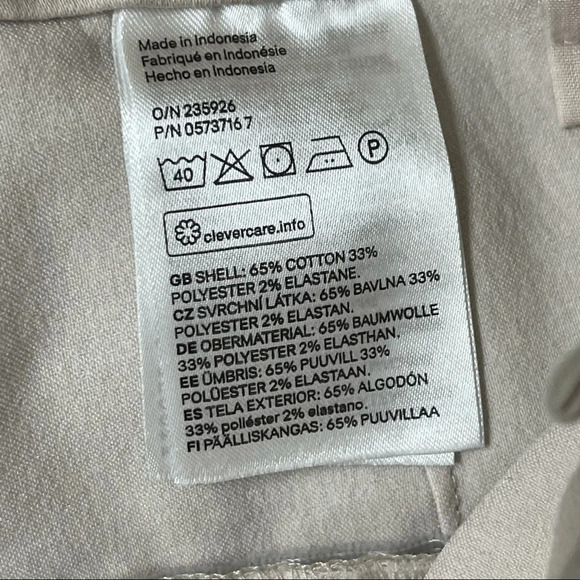 Made in Indonesia
Fabriqué en Indonésie
Hecho en Indonesia
O/N 235926
P/N 0573716 7
40 P
clevercare.info
GB SHELL: 65% COTTON 33%
POLYESTER 2% ELASTANE.
CZ SVRCHNÍ LÁTKA: 65% BAVLNA 33%
POLYESTER 2% ELASTAN.
DE OBERMATERIAL: 65% BAUMWOLLE
33% POLYESTER 2% ELASTHAN.
EE ÜMBRIS: 65% PUUVILL 33%
POLÜESTER 2% ELASTAAN.
ES TELA EXTERIOR: 65% ALGODÓN
33% poliéster 2% elastano.
FI PÄÄLLISKANGAS: 65% PUUVILLAA